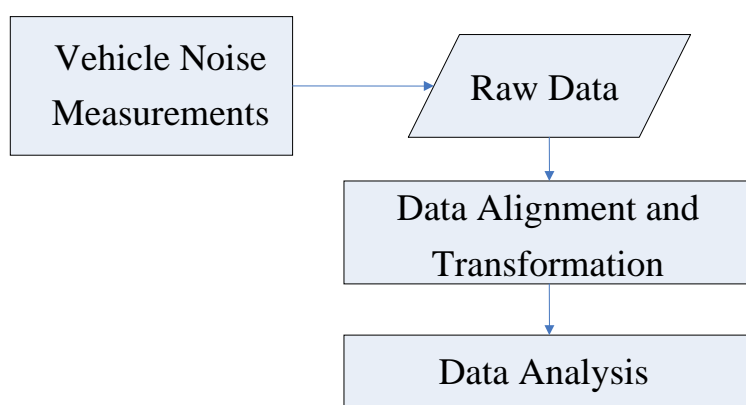 Vehicle Noise
Measurements
Raw Data
Data Alignment and
Transformation
Data Analysis